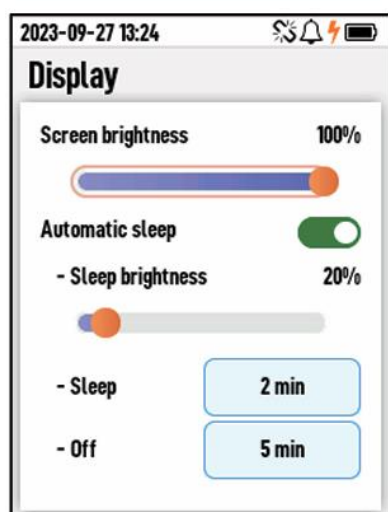 2023-09-27 13:24
Display
Screen brightness 100%
Automatic sleep
- Sleep brightness 20%
- Sleep 2 min
- Off 5 min